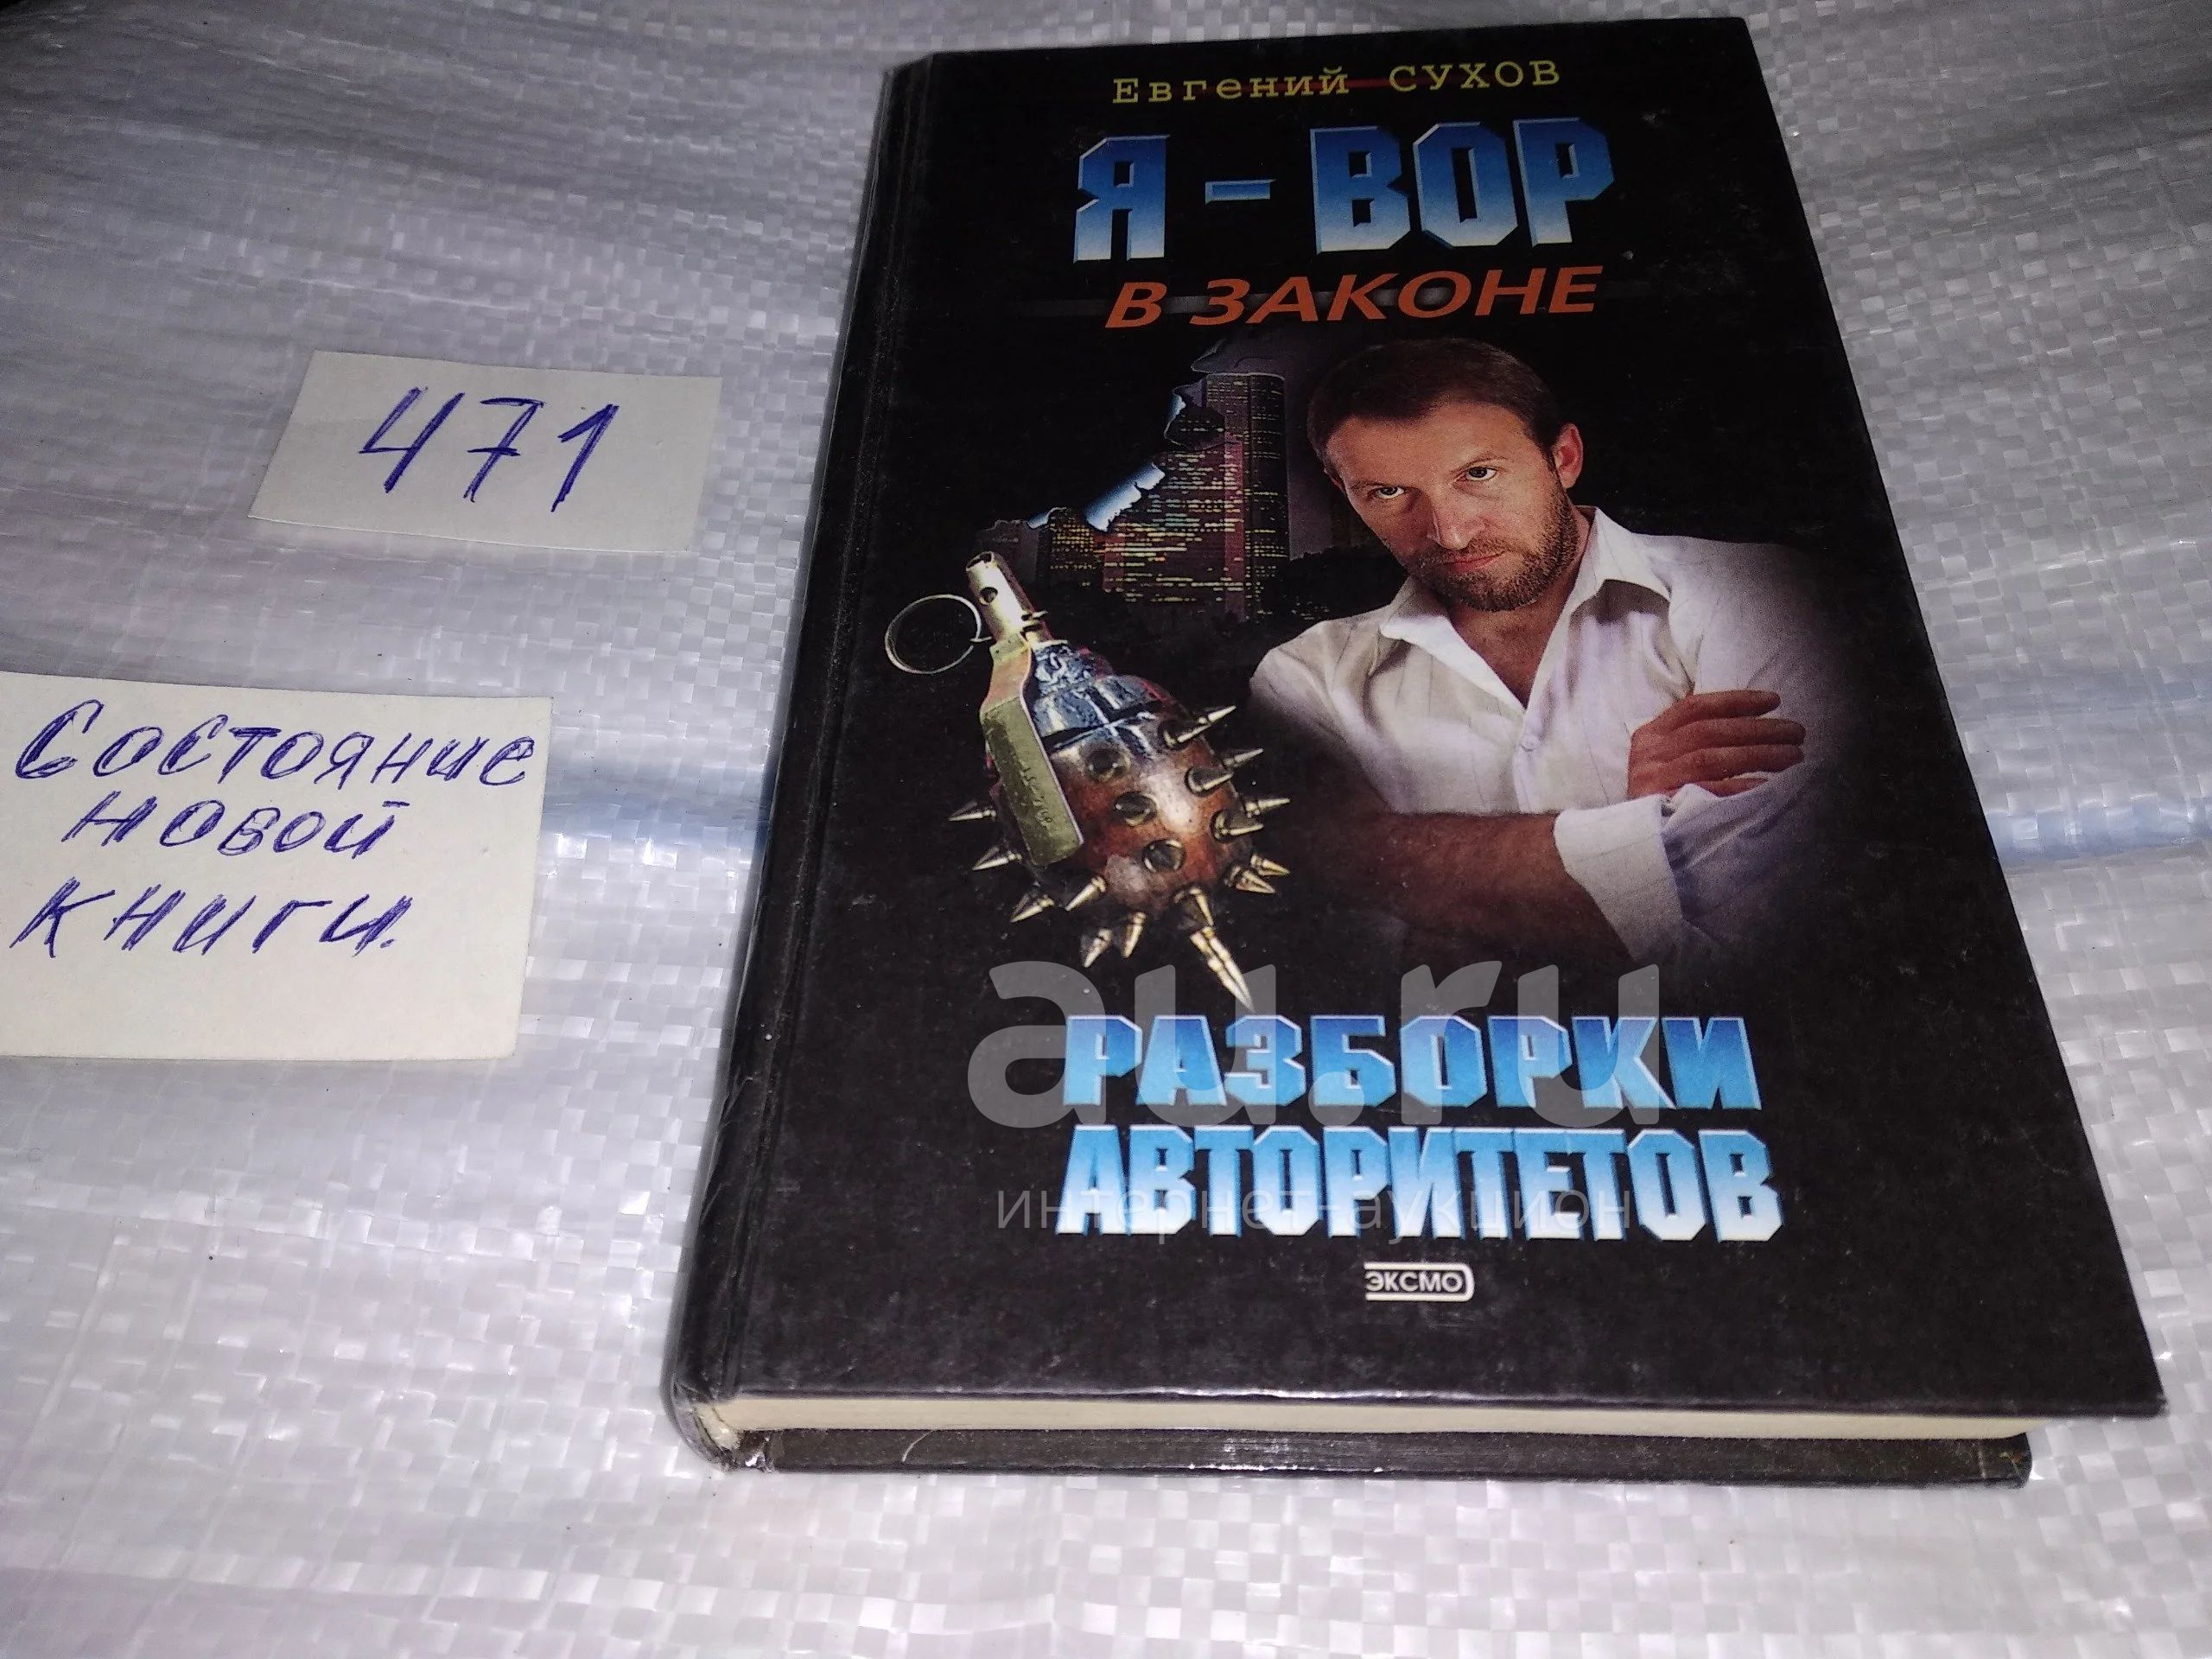 Евгений СУХОВ
Я - ВОР
В ЗАКОНЕ
471
Состояние
новой
книги.
au.ru
РАЗБОРКИ
АВТОРИТЕТОВ
интернет-аукцион
ЭКСМО